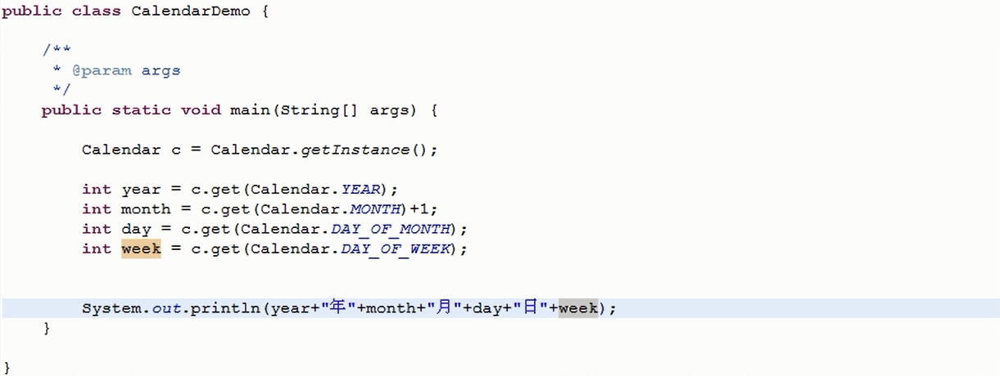 public class CalendarDemo {
/**
* @param args
*/
public static void main(String[] args) {
Calendar c = Calendar.getInstance();
int year = c.get(Calendar.YEAR);
int month = c.get(Calendar.MONTH)+1;
int day = c.get(Calendar.DAY_OF_MONTH);
int week = c.get(Calendar.DAY_OF_WEEK);
System.out.println(year+"年"+month+"月"+day+"日"+week);
}
}